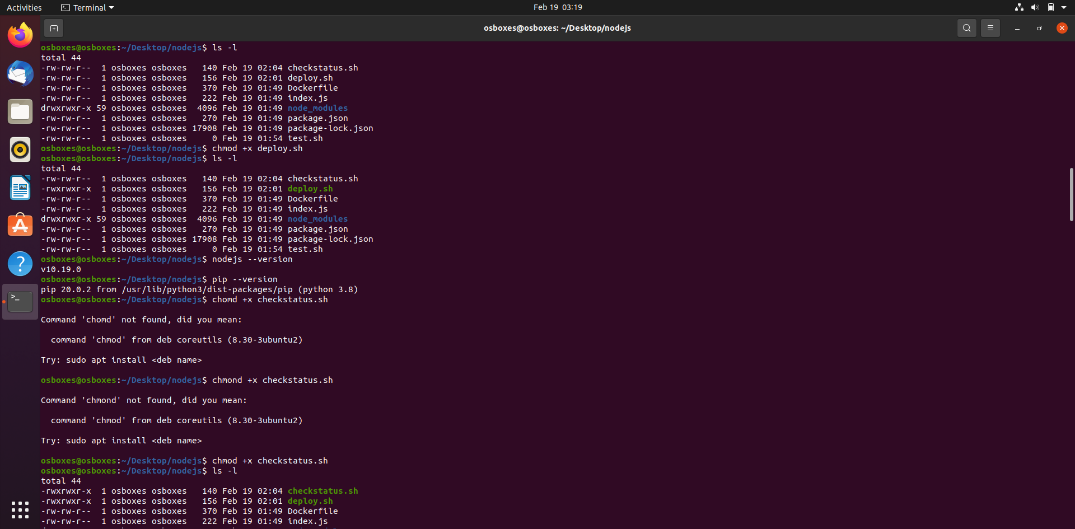 Activities Terminal Feb 19 03:19
osboxes@osboxes: ~/Desktop/nodejs
osboxes@osboxes:~/Desktop/nodejs$ ls -l
total 44
-rw-rw-r-- 1 osboxes osboxes 140 Feb 19 02:04 checkstatus.sh
-rw-rw-r-- 1 osboxes osboxes 156 Feb 19 02:01 deploy.sh
-rw-rw-r-- 1 osboxes osboxes 370 Feb 19 01:49 Dockerfile
-rw-rw-r-- 1 osboxes osboxes 222 Feb 19 01:49 index.js
drwxrwxr-x 59 osboxes osboxes 4096 Feb 19 01:49 node_modules
-rw-rw-r-- 1 osboxes osboxes 270 Feb 19 01:49 package.json
-rw-rw-r-- 1 osboxes osboxes 17908 Feb 19 01:49 package-lock.json
-rw-rw-r-- 1 osboxes osboxes 0 Feb 19 01:54 test.sh
osboxes@osboxes:~/Desktop/nodejs$ chmod +x deploy.sh
osboxes@osboxes:~/Desktop/nodejs$ ls -l
total 44
-rw-rw-r-- 1 osboxes osboxes 140 Feb 19 02:04 checkstatus.sh
-rwxrwxr-x 1 osboxes osboxes 156 Feb 19 02:01 deploy.sh
-rw-rw-r-- 1 osboxes osboxes 370 Feb 19 01:49 Dockerfile
-rw-rw-r-- 1 osboxes osboxes 222 Feb 19 01:49 index.js
drwxrwxr-x 59 osboxes osboxes 4096 Feb 19 01:49 node_modules
-rw-rw-r-- 1 osboxes osboxes 270 Feb 19 01:49 package.json
-rw-rw-r-- 1 osboxes osboxes 17908 Feb 19 01:49 package-lock.json
-rw-rw-r-- 1 osboxes osboxes 0 Feb 19 01:54 test.sh
osboxes@osboxes:~/Desktop/nodejs$ nodejs --version
v10.19.0
osboxes@osboxes:~/Desktop/nodejs$ pip --version
pip 20.0.2 from /usr/lib/python3/dist-packages/pip (python 3.8)
osboxes@osboxes:~/Desktop/nodejs$ chomd +x checkstatus.sh
Command 'chomd' not found, did you mean:
command 'chmod' from deb coreutils (8.30-3ubuntu2)
Try: sudo apt install <deb name>
osboxes@osboxes:~/Desktop/nodejs$ chmond +x checkstatus.sh
Command 'chmond' not found, did you mean:
command 'chmod' from deb coreutils (8.30-3ubuntu2)
Try: sudo apt install <deb name>
osboxes@osboxes:~/Desktop/nodejs$ chmod +x checkstatus.sh
osboxes@osboxes:~/Desktop/nodejs$ ls -l
total 44
-rwxrwxr-x 1 osboxes osboxes 140 Feb 19 02:04 checkstatus.sh
-rwxrwxr-x 1 osboxes osboxes 156 Feb 19 02:01 deploy.sh
-rw-rw-r-- 1 osboxes osboxes 370 Feb 19 01:49 Dockerfile
-rw-rw-r-- 1 osboxes osboxes 222 Feb 19 01:49 index.js